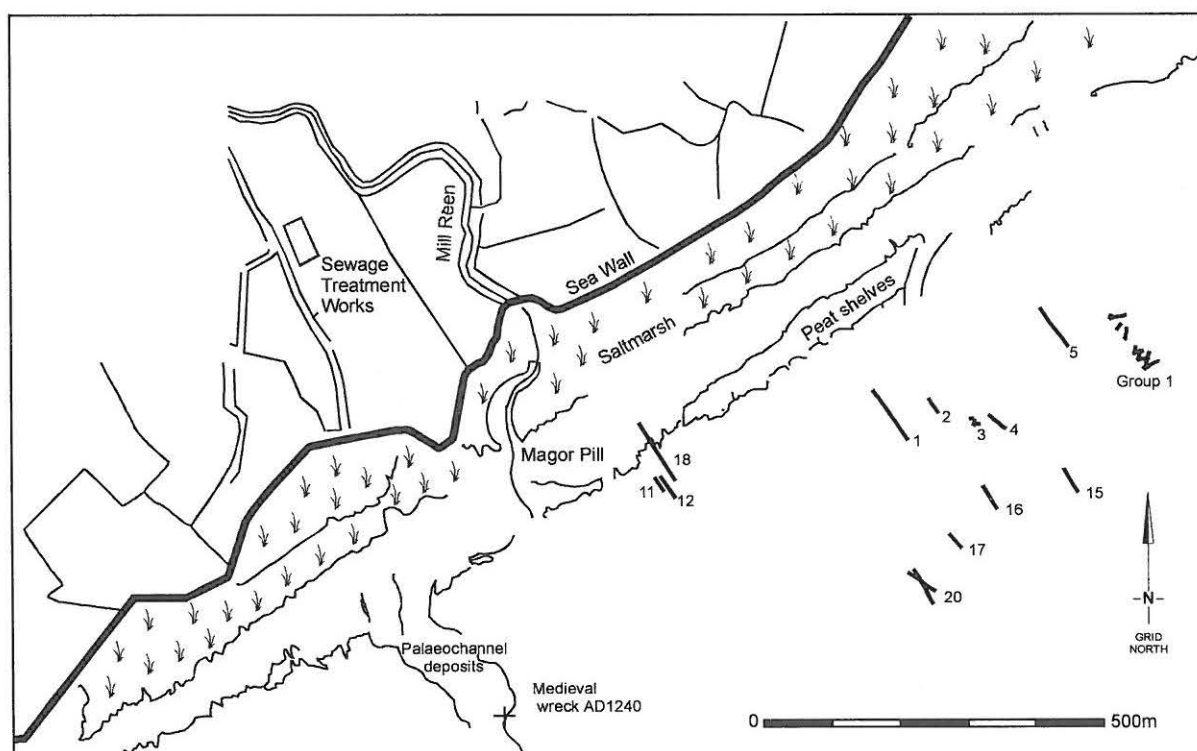 Mill Reen
Sewage
Treatment
Works
Sea Wall
Saltmarsh
Peat shelves
5
Group 1
1
2
3
4
Magor Pill
18
11
12
15
16
17
20
N
GRID
NORTH
Palaeochannel
deposits
Medieval
wreck AD1240
0
500m